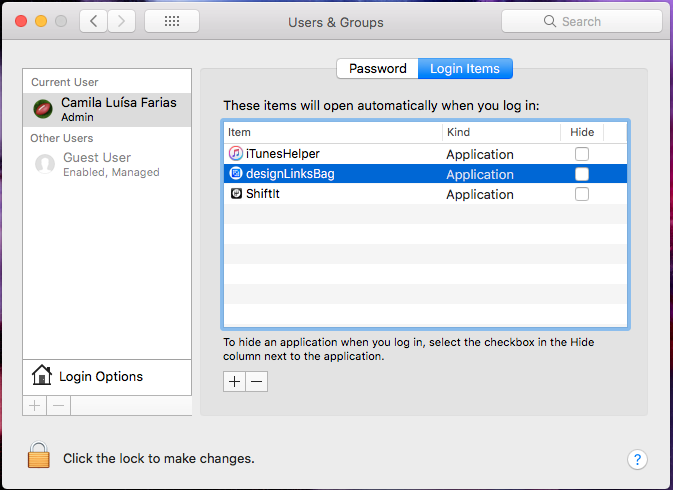 Users & Groups
Search
Current User
Camila Luísa Farias
Admin
Other Users
Guest User
Enabled, Managed
Login Options
+ −
Password Login Items
These items will open automatically when you log in:
Item Kind Hide
iTunesHelper Application
designLinksBag Application
ShiftIt Application
To hide an application when you log in, select the checkbox in the Hide
column next to the application.
+ −
Click the lock to make changes.
?